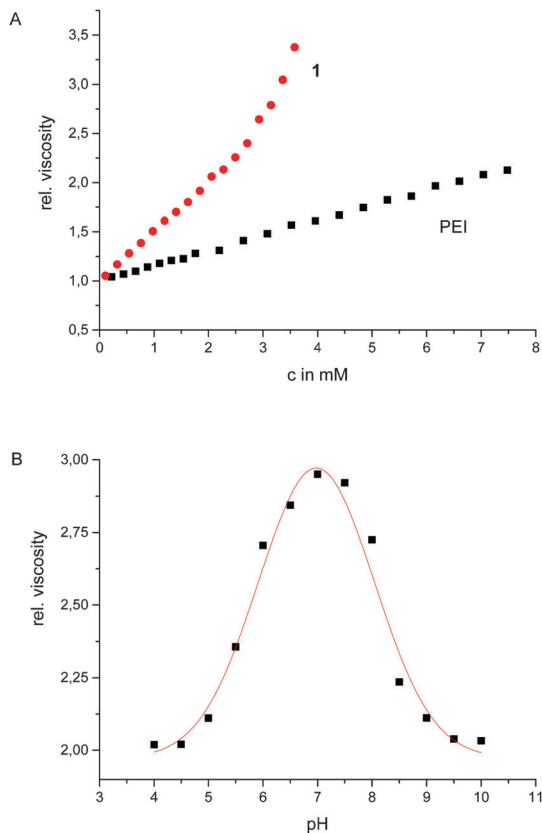 A
3,5
3,0
2,5
2,0
1,5
1,0
0,5
rel. viscosity
1
PEI
0 1 2 3 4 5 6 7 8
c in mM
B
3,00
2,75
2,50
2,25
2,00
rel. viscosity
3 4 5 6 7 8 9 10 11
pH